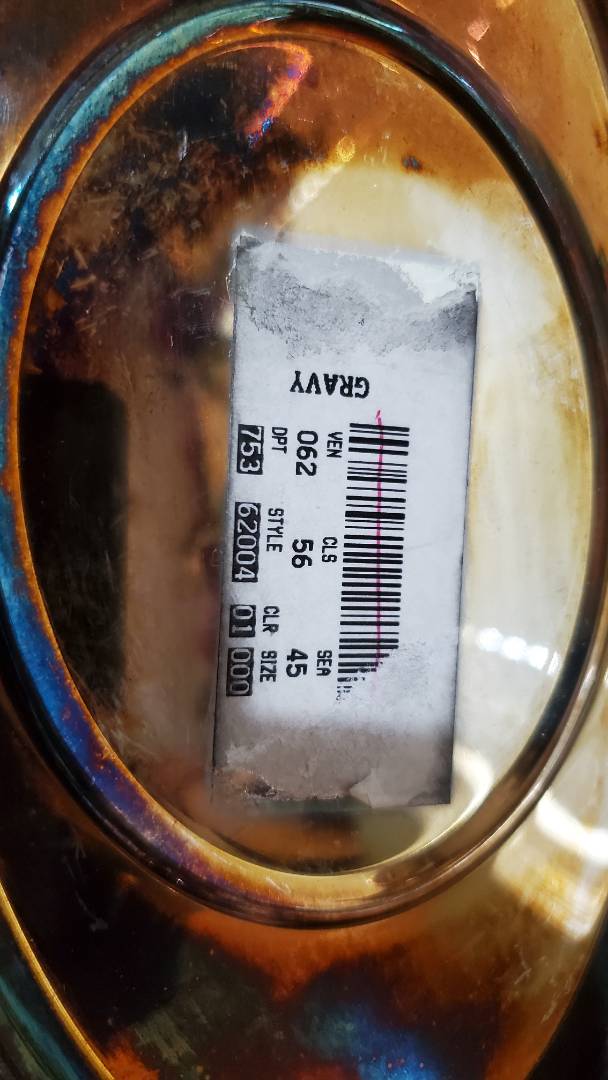 GRAVY
VEN CLS SEA
062 56 45
DPT STYLE CLR SIZE
753 62004 01 000